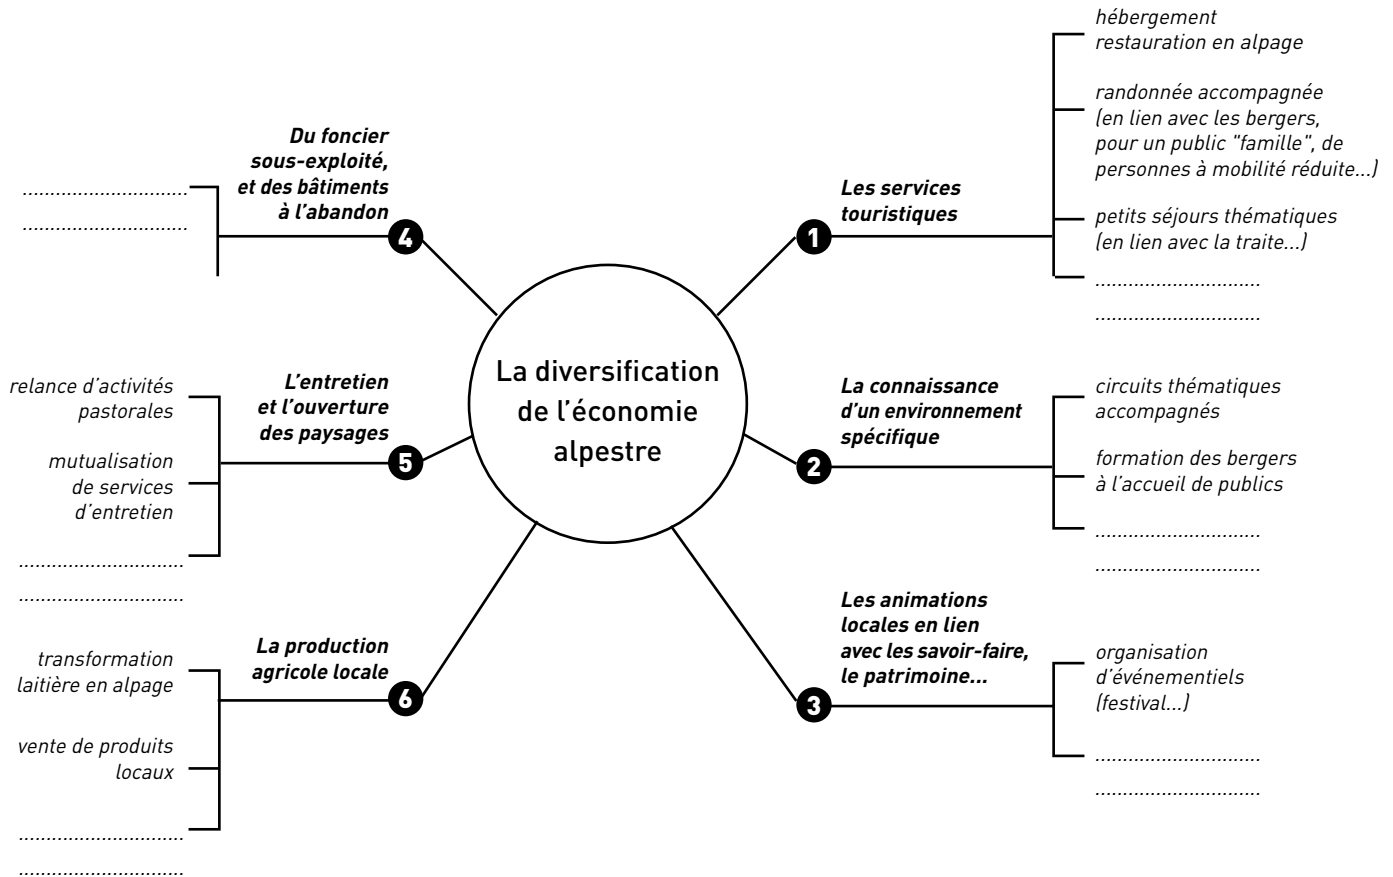 La diversification
de l'économie
alpestre
1
Les services
touristiques
hébergement
restauration en alpage
randonnée accompagnée
(en lien avec les bergers,
pour un public "famille", de
personnes à mobilité réduite...)
petits séjours thématiques
(en lien avec la traite...)
..............................
..............................
2
La connaissance
d'un environnement
spécifique
circuits thématiques
accompagnés
formation des bergers
à l'accueil de publics
..............................
..............................
3
Les animations
locales en lien
avec les savoir-faire,
le patrimoine...
organisation
d'événementiels
(festival...)
..............................
..............................
4
Du foncier
sous-exploité,
et des bâtiments
à l'abandon
..............................
..............................
5
L'entretien
et l'ouverture
des paysages
relance d'activités
pastorales
mutualisation
de services
d'entretien
..............................
..............................
6
La production
agricole locale
transformation
laitière en alpage
vente de produits
locaux
..............................
..............................